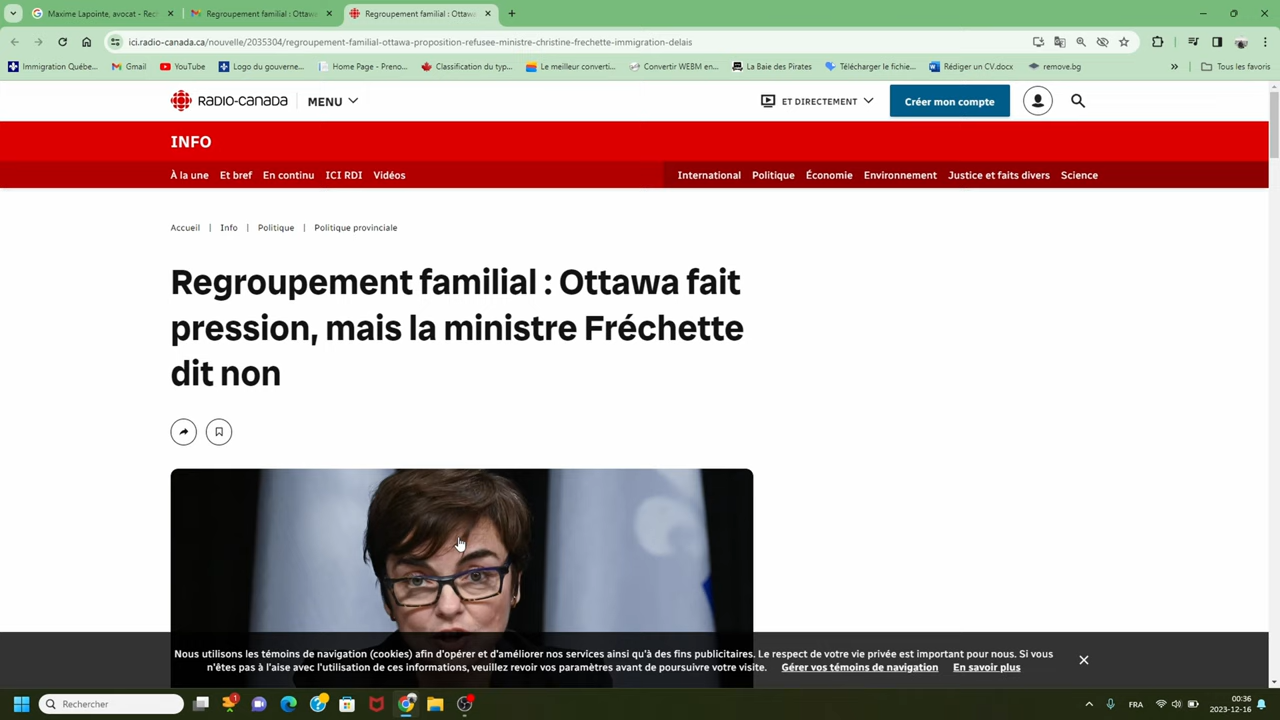 Maxime Lapointe, avocat - Rec
Regroupement familial : Ottawa
Regroupement familial : Ottawa
ici.radio-canada.ca/nouvelle/2035304/regroupement-familial-ottawa-proposition-refusee-ministre-christine-frechette-immigration-delais
Immigration Québe... Gmail YouTube Logo du gouverne... Home Page - Preno... Classification du typ... Le meilleur converti... Convertir WEBM en... La Baie des Pirates Télécharger le fichie... Rédiger un CV.docx remove.bg » Tous les favoris
RADIO-CANADA MENU ET DIRECTEMENT Créer mon compte
INFO
À la une Et bref En continu ICI RDI Vidéos International Politique Économie Environnement Justice et faits divers Science
Accueil | Info | Politique | Politique provinciale
Regroupement familial : Ottawa fait
pression, mais la ministre Fréchette
dit non
Nous utilisons les témoins de navigation (cookies) afin d'opérer et d'améliorer nos services ainsi qu'à des fins publicitaires. Le respect de votre vie privée est important pour nous. Si vous
n'êtes pas à l'aise avec l'utilisation de ces informations, veuillez revoir vos paramètres avant de poursuivre votre visite. Gérer vos témoins de navigation En savoir plus
Rechercher
1
FRA
00:36
2023-12-16